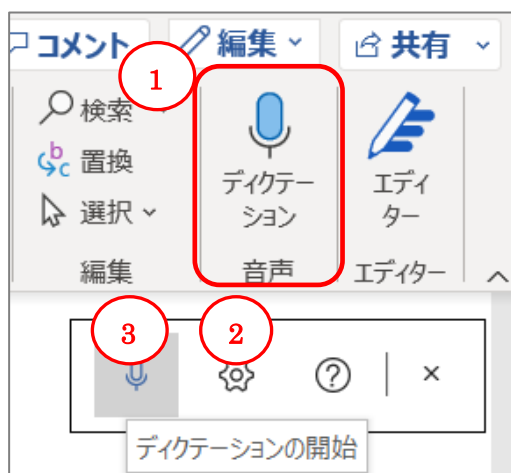 コメント 編集 共有
1
検索
置換
選択
ディクテー
ション
エディ
ター
編集 音声 エディター
3 2
ディクテーションの開始